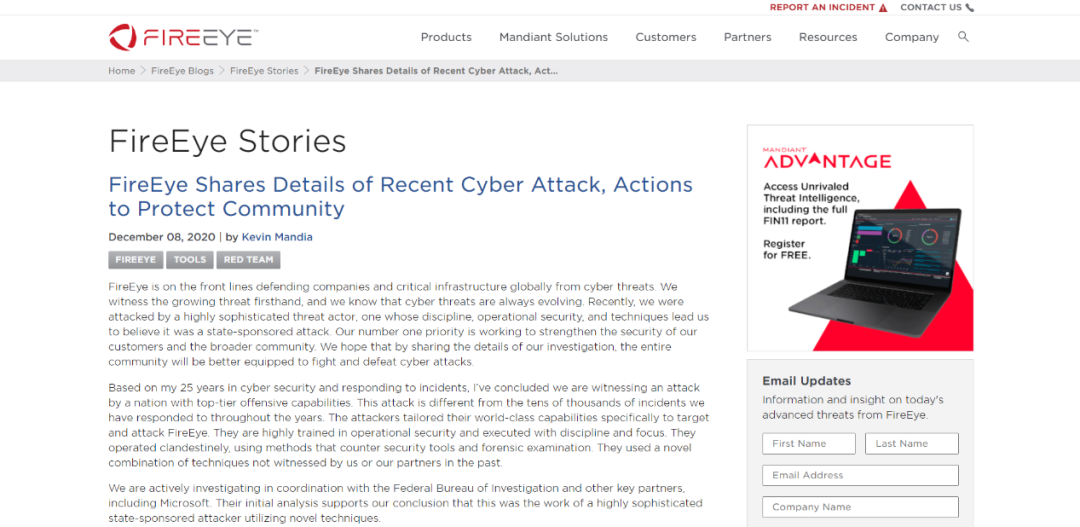 REPORT AN INCIDENT CONTACT US
FIREEYE™
Products Mandiant Solutions Customers Partners Resources Company
Home FireEye Blogs FireEye Stories FireEye Shares Details of Recent Cyber Attack, Act...
FireEye Stories
FireEye Shares Details of Recent Cyber Attack, Actions
to Protect Community
December 08, 2020 | by Kevin Mandia
FIREEYE TOOLS RED TEAM
FireEye is on the front lines defending companies and critical infrastructure globally from cyber threats. We
witness the growing threat firsthand, and we know that cyber threats are always evolving. Recently, we were
attacked by a highly sophisticated threat actor, one whose discipline, operational security, and techniques lead us
to believe it was a state-sponsored attack. Our number one priority is working to strengthen the security of our
customers and the broader community. We hope that by sharing the details of our investigation, the entire
community will be better equipped to fight and defeat cyber attacks.
Based on my 25 years in cyber security and responding to incidents, I've concluded we are witnessing an attack
by a nation with top-tier offensive capabilities. This attack is different from the tens of thousands of incidents we
have responded to throughout the years. The attackers tailored their world-class capabilities specifically to target
and attack FireEye. They are highly trained in operational security and executed with discipline and focus. They
operated clandestinely, using methods that counter security tools and forensic examination. They used a novel
combination of techniques not witnessed by us or our partners in the past.
We are actively investigating in coordination with the Federal Bureau of Investigation and other key partners,
including Microsoft. Their initial analysis supports our conclusion that this was the work of a highly sophisticated
state-sponsored attacker utilizing novel techniques.
MANDIANT
ADVANTAGE
Access Unrivaled
Threat Intelligence,
including the full
FIN11 report.
Register
for FREE.
Email Updates
Information and insight on today's
advanced threats from FireEye.
First Name Last Name
Email Address
Company Name